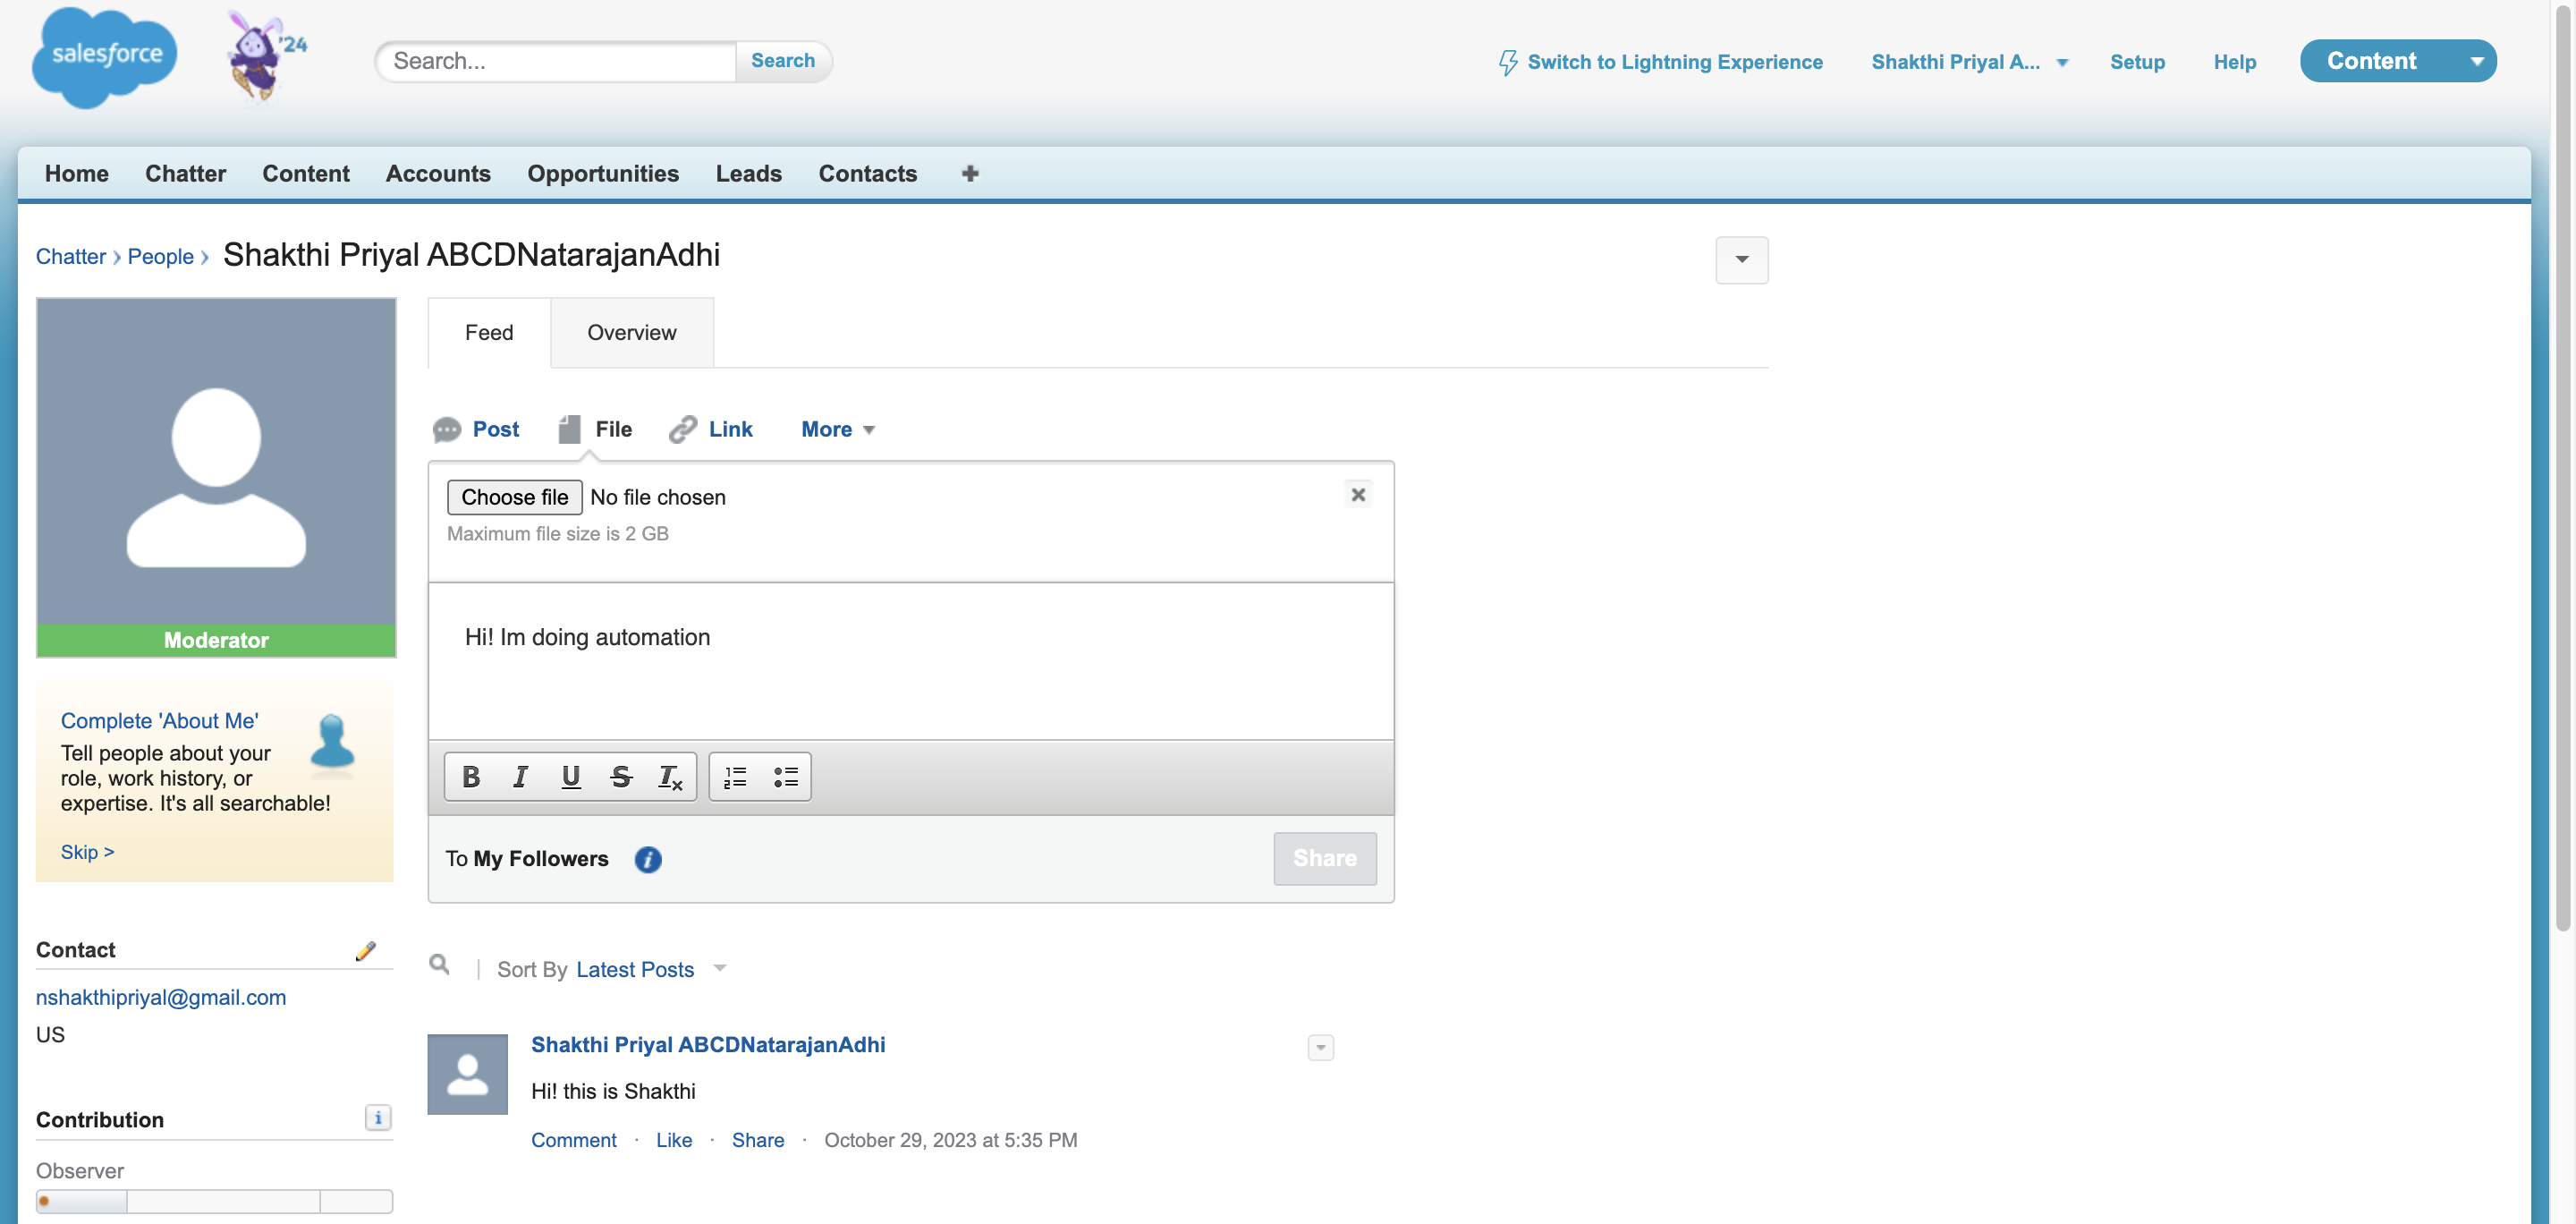 salesforce
'24
Search...
Search
Switch to Lightning Experience
Shakthi Priyal A...
Setup
Help
Content
Home
Chatter
Content
Accounts
Opportunities
Leads
Contacts
Chatter › People › Shakthi Priyal ABCDNatarajanAdhi
Moderator
Complete 'About Me'
Tell people about your
role, work history, or
expertise. It's all searchable!
Skip >
Contact
nshakthipriyal@gmail.com
US
Contribution
Observer
Feed
Overview
Post
File
Link
More
Choose file No file chosen
Maximum file size is 2 GB
Hi! Im doing automation
To My Followers
Share
Sort By Latest Posts
Shakthi Priyal ABCDNatarajanAdhi
Hi! this is Shakthi
Comment · Like · Share · October 29, 2023 at 5:35 PM